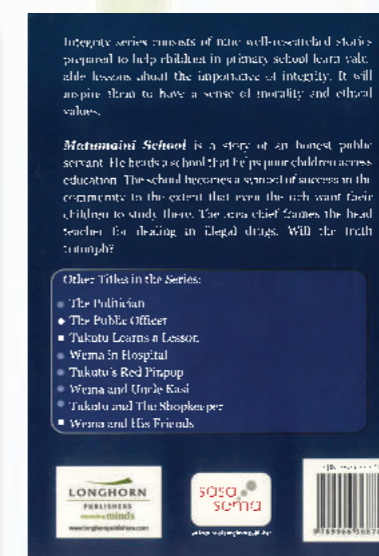 Integrity series consists of nine well-researched stories
prepared to help children in primary school learn valu-
able lessons about the importance of integrity. It will
inspire them to have a sense of morality and ethical
values.
Matumaini School is a story of an honest public
servant. He heads a school that helps poor children access
education. The school becomes a symbol of success in the
community to the extent that even the rich want their
children to study there. The area chief frames the head
teacher for dealing in illegal drugs. Will the truth
triumph?
Other Titles in the Series:
The Politician
The Public Officer
Tukutu Learns a Lesson
Wema in Hospital
Tukutu's Red Pinpup
Wema and Uncle Kasi
Tukutu and The Shopkeeper
Wema and His Friends
LONGHORN
PUBLISHERS
expanding minds
www.longhornpublishers.com
sasa
sema